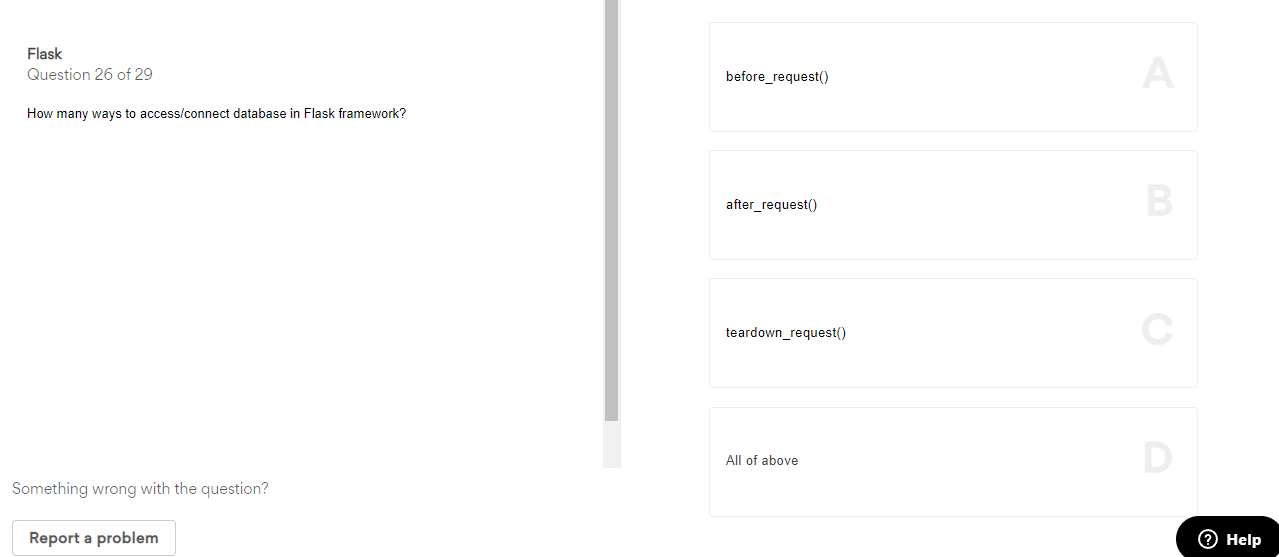 Flask
Question 26 of 29
How many ways to access/connect database in Flask framework?
Something wrong with the question?
Report a problem
before_request()
A
after_request()
B
teardown_request()
C
All of above
D
Help